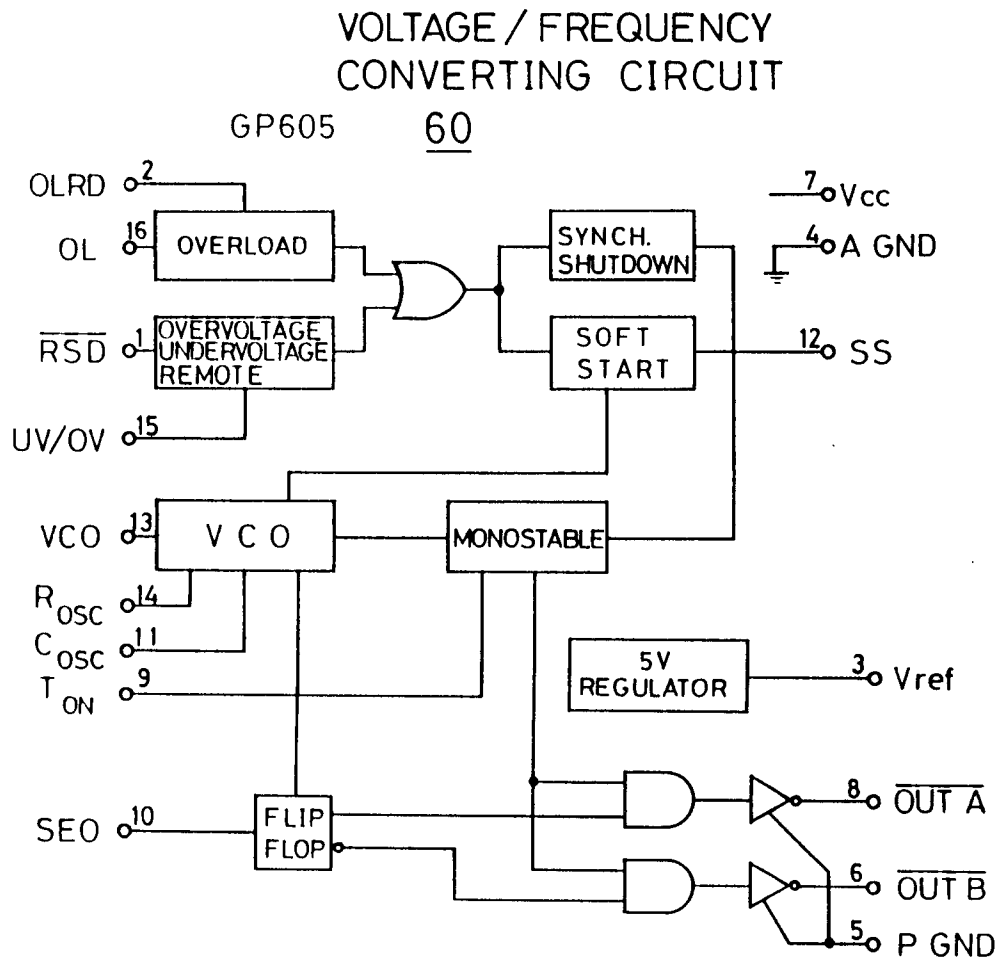 VOLTAGE / FREQUENCY
CONVERTING CIRCUIT
GP605
60
OLRD 2
OL 16
OVERLOAD
RSD 1
OVERVOLTAGE
UNDERVOLTAGE
REMOTE
UV/OV 15
SYNCH.
SHUTDOWN
SOFT
START
7 Vcc
4 A GND
12 SS
VCO 13
VCO
MONOSTABLE
ROSC 14
COSC 11
TON 9
5V
REGULATOR
3 Vref
SEO 10
FLIP
FLOP
8 OUT A
6 OUT B
5 P GND